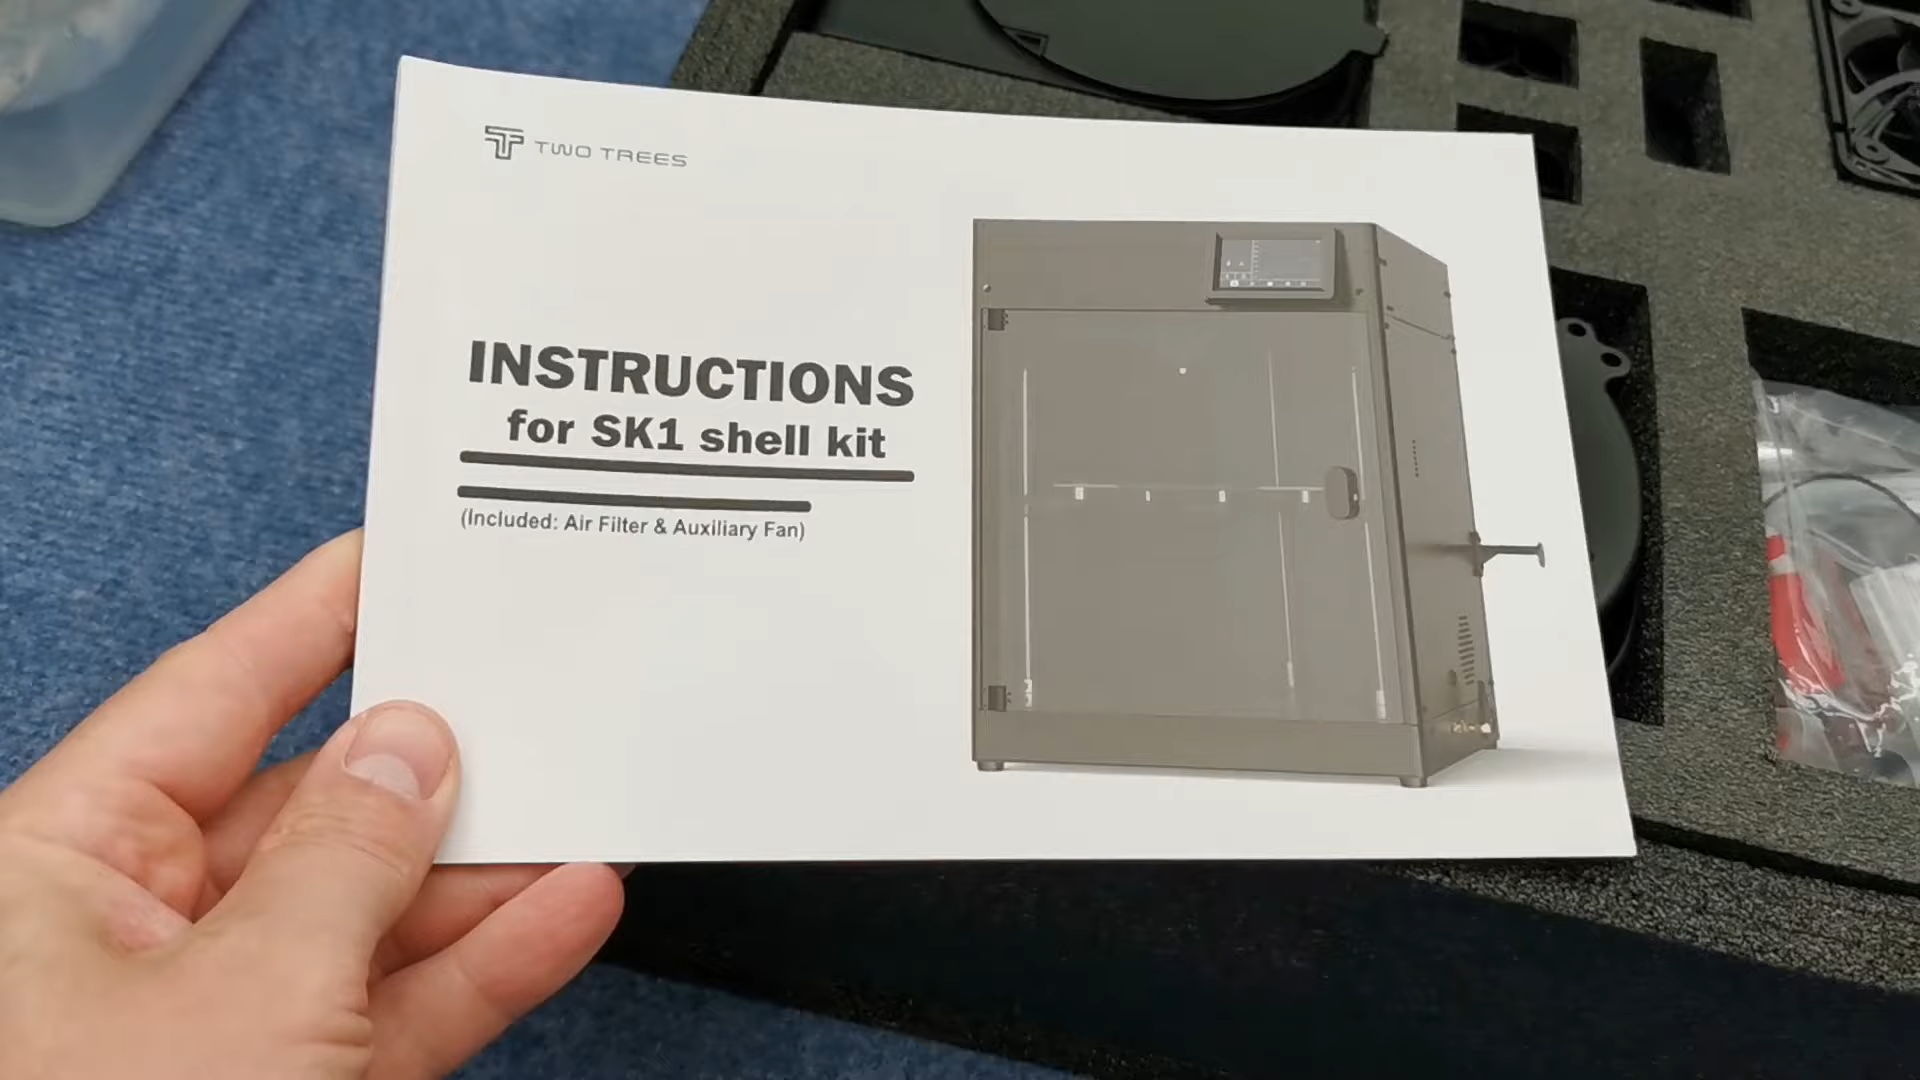 TWO TREES
INSTRUCTIONS
for SK1 shell kit
(Included: Air Filter & Auxiliary Fan)